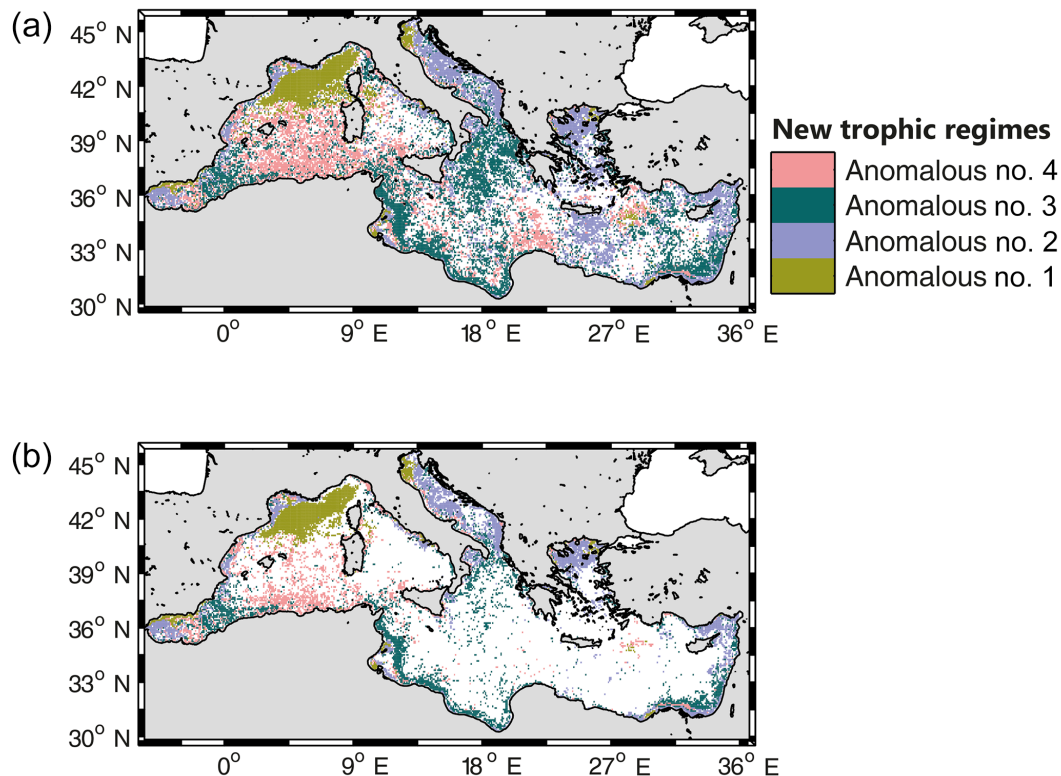 (a)
45° N
42° N
39° N
36° N
33° N
30° N
0° 9° E 18° E 27° E 36° E
New trophic regimes
Anomalous no. 4
Anomalous no. 3
Anomalous no. 2
Anomalous no. 1
(b)
45° N
42° N
39° N
36° N
33° N
30° N
0° 9° E 18° E 27° E 36° E